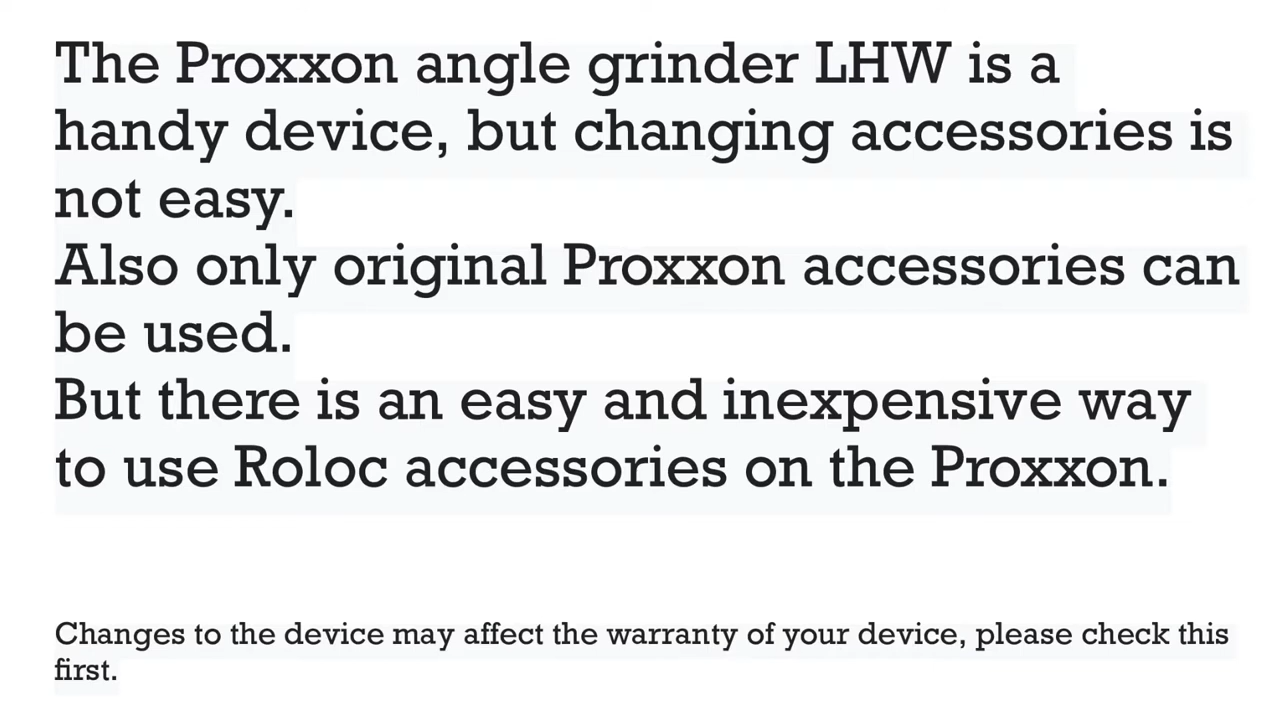 The Proxxon angle grinder LHW is a
handy device, but changing accessories is
not easy.
Also only original Proxxon accessories can
be used.
But there is an easy and inexpensive way
to use Roloc accessories on the Proxxon.
Changes to the device may affect the warranty of your device, please check this
first.